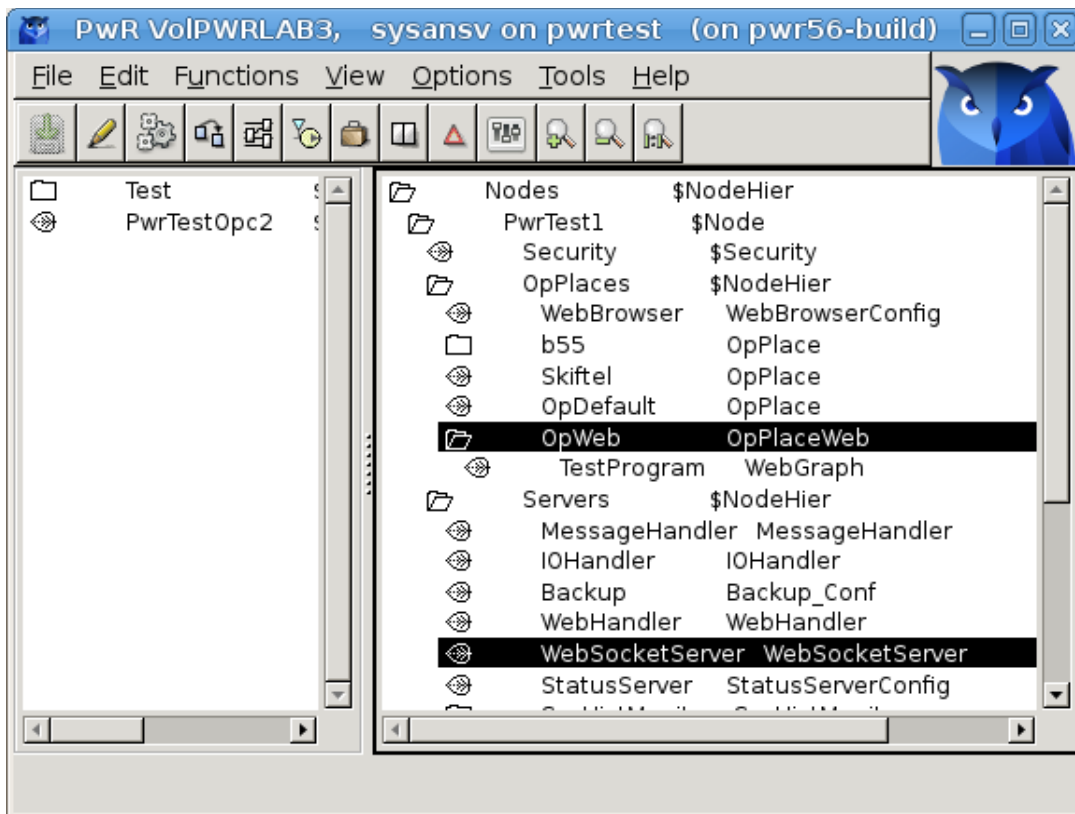 PwR VolPWRLAB3, sysansv on pwrtest (on pwr56-build)
File Edit Functions View Options Tools Help
Test
PwrTestOpc2
Nodes $NodeHier
PwrTest1 $Node
Security $Security
OpPlaces $NodeHier
WebBrowser WebBrowserConfig
b55 OpPlace
Skiftel OpPlace
OpDefault OpPlace
OpWeb OpPlaceWeb
TestProgram WebGraph
Servers $NodeHier
MessageHandler MessageHandler
IOHandler IOHandler
Backup Backup_Conf
WebHandler WebHandler
WebSocketServer WebSocketServer
StatusServer StatusServerConfig